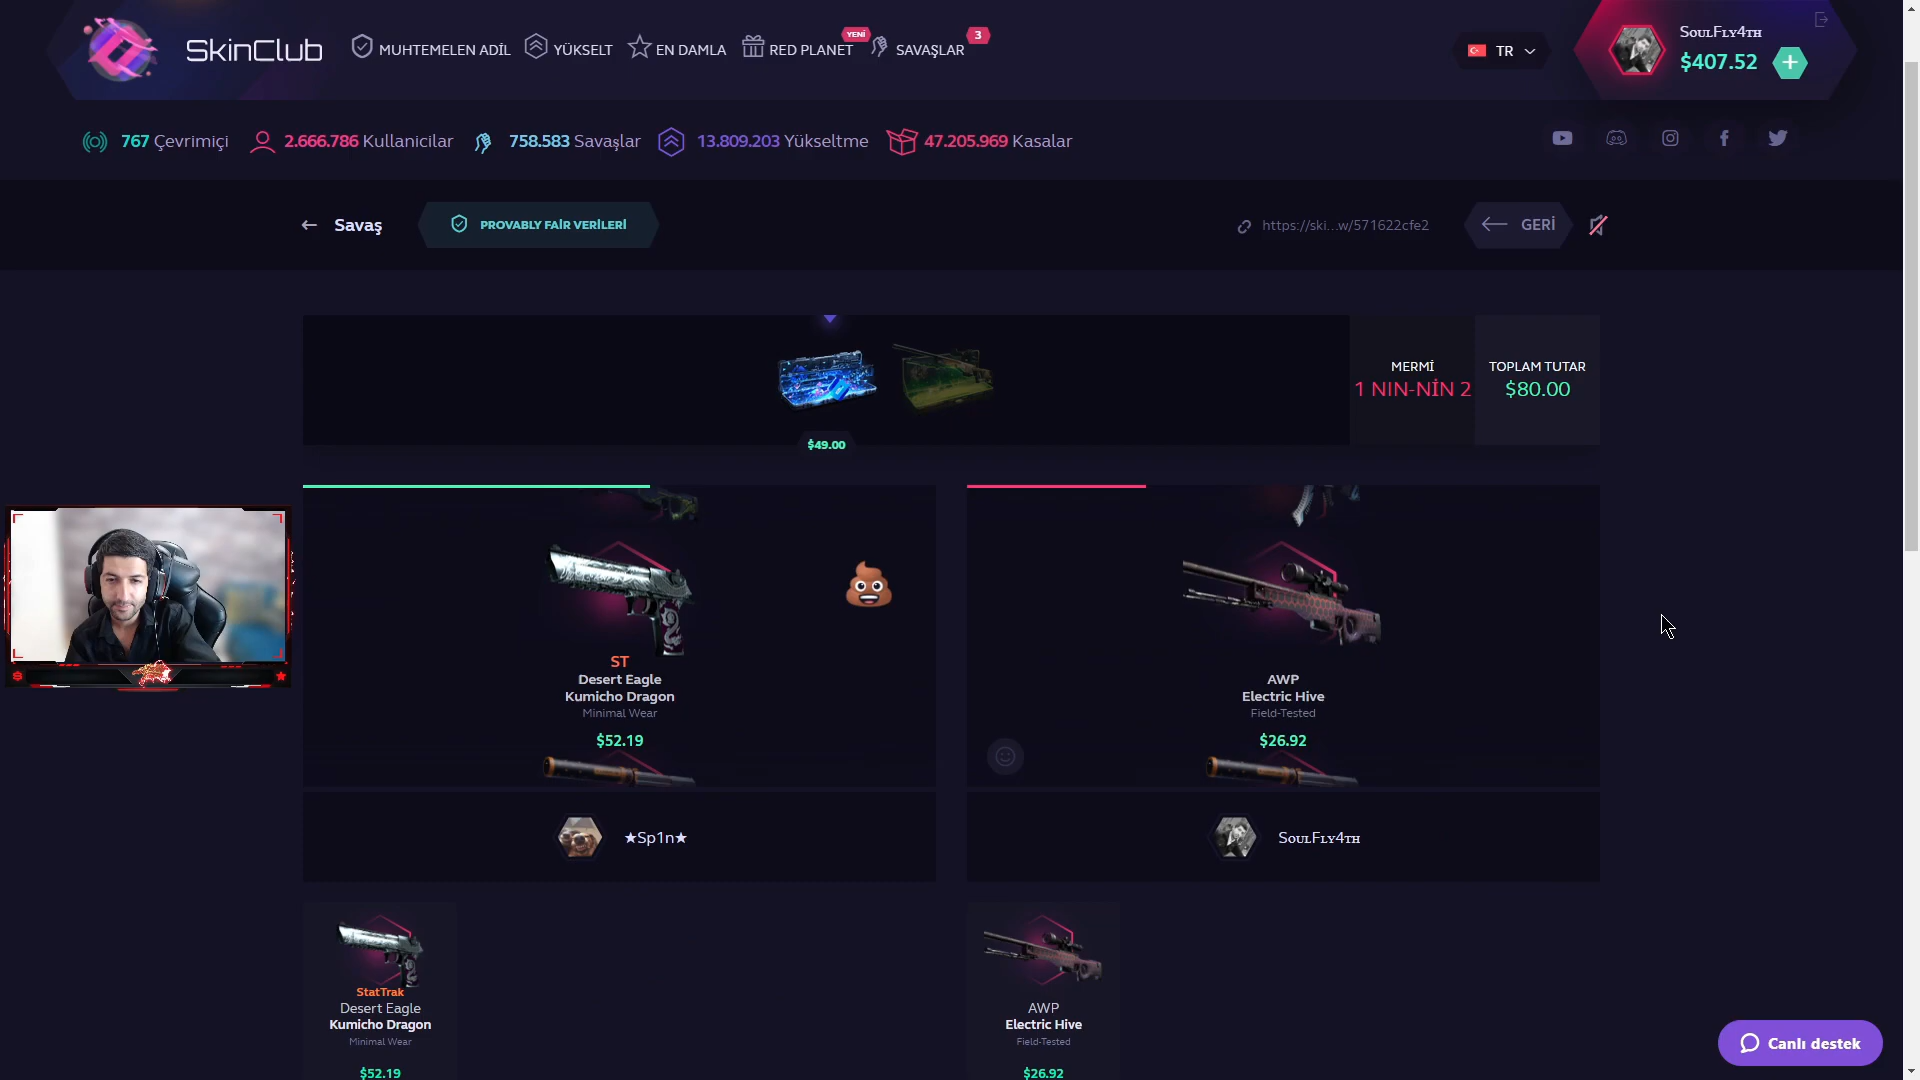 SkinClub
MUHTEMELEN ADİL
YÜKSELT
EN DAMLA
RED PLANET
YENİ
SAVAŞLAR
3
TR
SoulFly4th
$407.52
767 Çevrimiçi
2.666.786 Kullanicilar
758.583 Savaşlar
13.809.203 Yükseltme
47.205.969 Kasalar
Savaş
PROVABLY FAİR VERİLERİ
https://ski...w/571622cfe2
GERİ
$49.00
MERMİ
1 NIN-NİN 2
TOPLAM TUTAR
$80.00
ST
Desert Eagle
Kumicho Dragon
Minimal Wear
$52.19
AWP
Electric Hive
Field-Tested
$26.92
★Sp1n★
SoulFly4th
StatTrak
Desert Eagle
Kumicho Dragon
Minimal Wear
$52.19
AWP
Electric Hive
Field-Tested
$26.92
Canlı destek